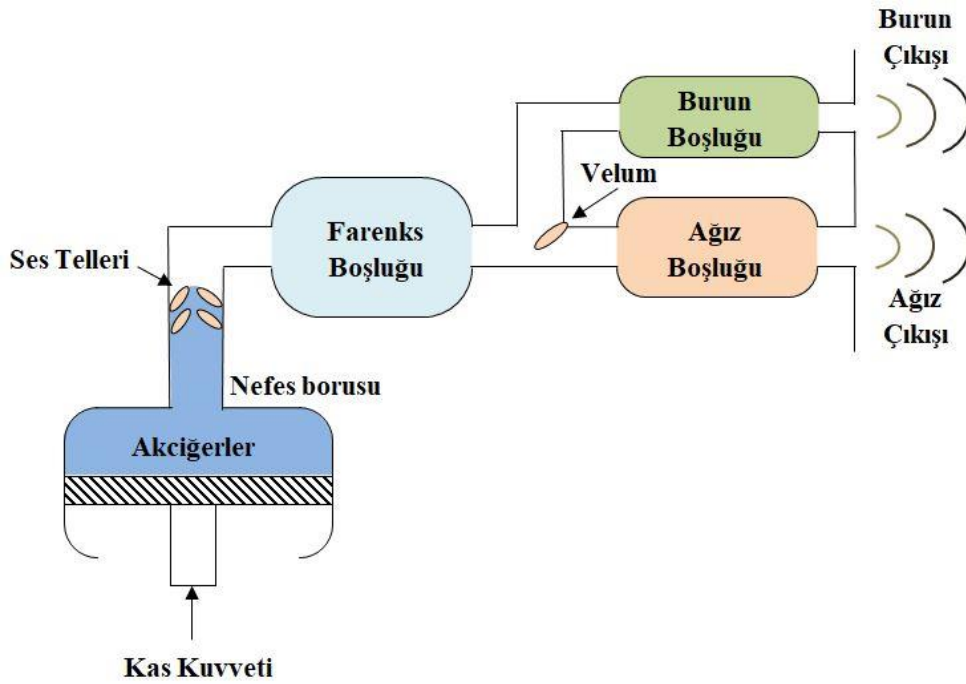 Burun
Çıkışı
Burun
Boşluğu
Velum
Farenks
Boşluğu
Ağız
Boşluğu
Ses Telleri
Ağız
Çıkışı
Nefes borusu
Akciğerler
Kas Kuvveti